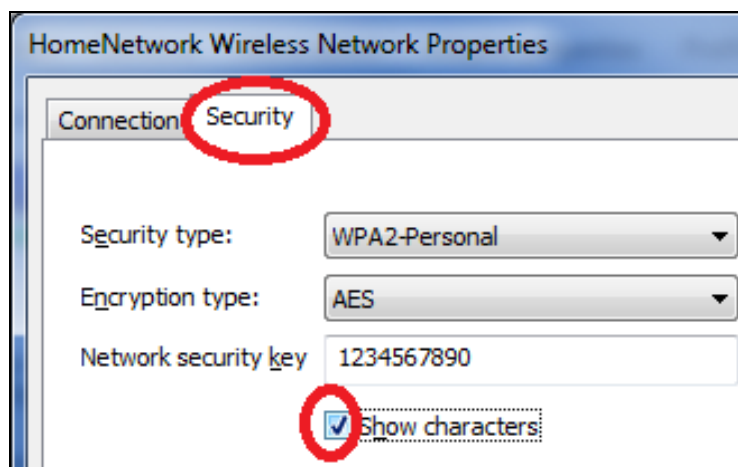 HomeNetwork Wireless Network Properties
Connection Security
Security type: WPA2-Personal
Encryption type: AES
Network security key 1234567890
Show characters